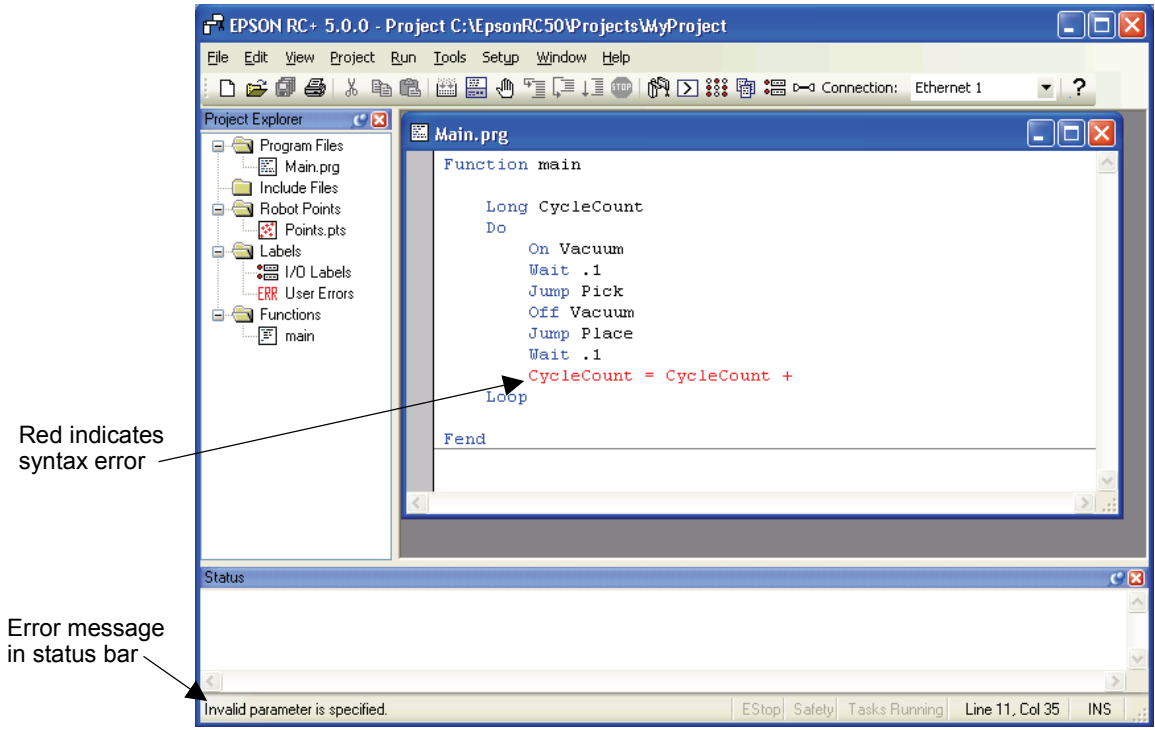 EPSON RC+ 5.0.0 - Project C:\EpsonRC50\Projects\MyProject
File Edit View Project Run Tools Setup Window Help
STOP Connection: Ethernet 1 ?
Project Explorer
Program Files
Main.prg
Include Files
Robot Points
Points.pts
Labels
I/O Labels
ERR User Errors
Functions
main
Main.prg
Function main
Long CycleCount
Do
On Vacuum
Wait .1
Jump Pick
Off Vacuum
Jump Place
Wait .1
CycleCount = CycleCount +
Loop
Fend
Red indicates
syntax error
Status
Error message
in status bar
Invalid parameter is specified. EStop Safety Tasks Running Line 11, Col 35 INS